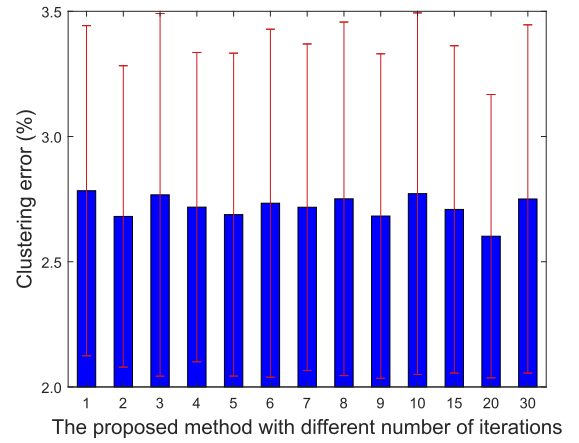 3.5
3.0
2.5
2.0
Clustering error (%)
1 2 3 4 5 6 7 8 9 10 15 20 30
The proposed method with different number of iterations